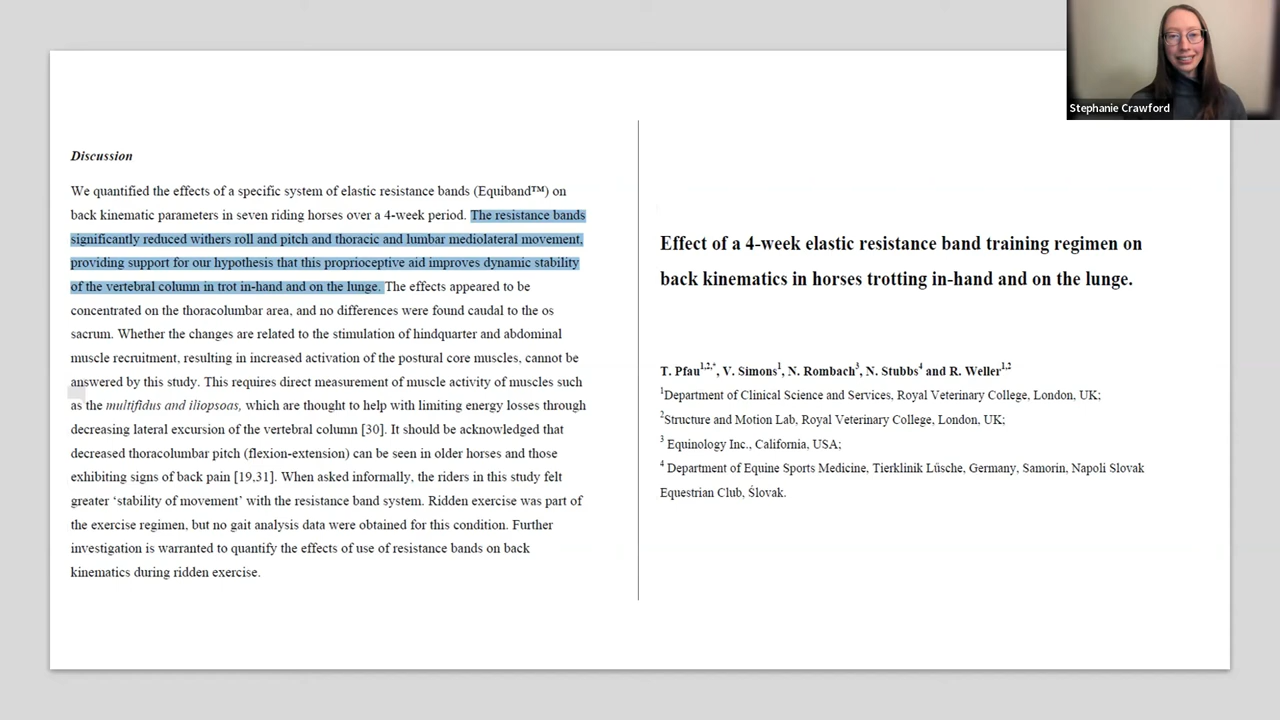 Stephanie Crawford
Discussion
We quantified the effects of a specific system of elastic resistance bands (Equiband™) on
back kinematic parameters in seven riding horses over a 4-week period. The resistance bands
significantly reduced withers roll and pitch and thoracic and lumbar mediolateral movement,
providing support for our hypothesis that this proprioceptive aid improves dynamic stability
of the vertebral column in trot in-hand and on the lunge. The effects appeared to be
concentrated on the thoracolumbar area, and no differences were found caudal to the os
sacrum. Whether the changes are related to the stimulation of hindquarter and abdominal
muscle recruitment, resulting in increased activation of the postural core muscles, cannot be
answered by this study. This requires direct measurement of muscle activity of muscles such
as the multifidus and iliopsoas, which are thought to help with limiting energy losses through
decreasing lateral excursion of the vertebral column [30]. It should be acknowledged that
decreased thoracolumbar pitch (flexion-extension) can be seen in older horses and those
exhibiting signs of back pain [19,31]. When asked informally, the riders in this study felt
greater ‘stability of movement’ with the resistance band system. Ridden exercise was part of
the exercise regimen, but no gait analysis data were obtained for this condition. Further
investigation is warranted to quantify the effects of use of resistance bands on back
kinematics during ridden exercise.
Effect of a 4-week elastic resistance band training regimen on
back kinematics in horses trotting in-hand and on the lunge.
T. Pfau1,2,*, V. Simons1, N. Rombach3, N. Stubbs4 and R. Weller1,2
1Department of Clinical Science and Services, Royal Veterinary College, London, UK;
2Structure and Motion Lab, Royal Veterinary College, London, UK;
3 Equinology Inc., California, USA;
4 Department of Equine Sports Medicine, Tierklinik Lüsche, Germany, Samorin, Napoli Slovak
Equestrian Club, Šlovak.